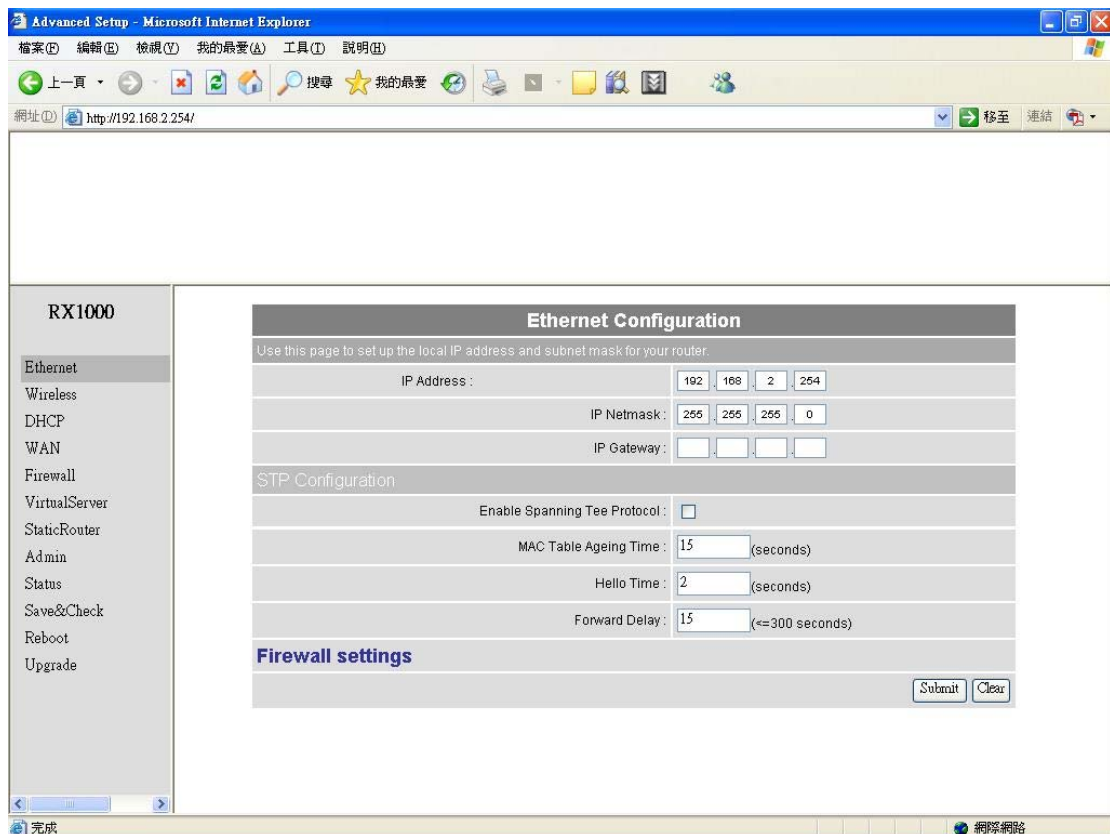 Advanced Setup - Microsoft Internet Explorer
檔案(F) 編輯(E) 檢視(V) 我的最愛(A) 工具(T) 說明(H)
上一頁 搜尋 我的最愛
網址(D) http://192.168.2.254/ 移至 連結
RX1000
Ethernet
Wireless
DHCP
WAN
Firewall
VirtualServer
StaticRouter
Admin
Status
Save&Check
Reboot
Upgrade
Ethernet Configuration
Use this page to set up the local IP address and subnet mask for your router.
IP Address : 192 . 168 . 2 . 254
IP Netmask : 255 . 255 . 255 . 0
IP Gateway : . . .
STP Configuration
Enable Spanning Tee Protocol :
MAC Table Ageing Time : 15 (seconds)
Hello Time : 2 (seconds)
Forward Delay : 15 (<=300 seconds)
Firewall settings
Submit Clear
完成 網際網路